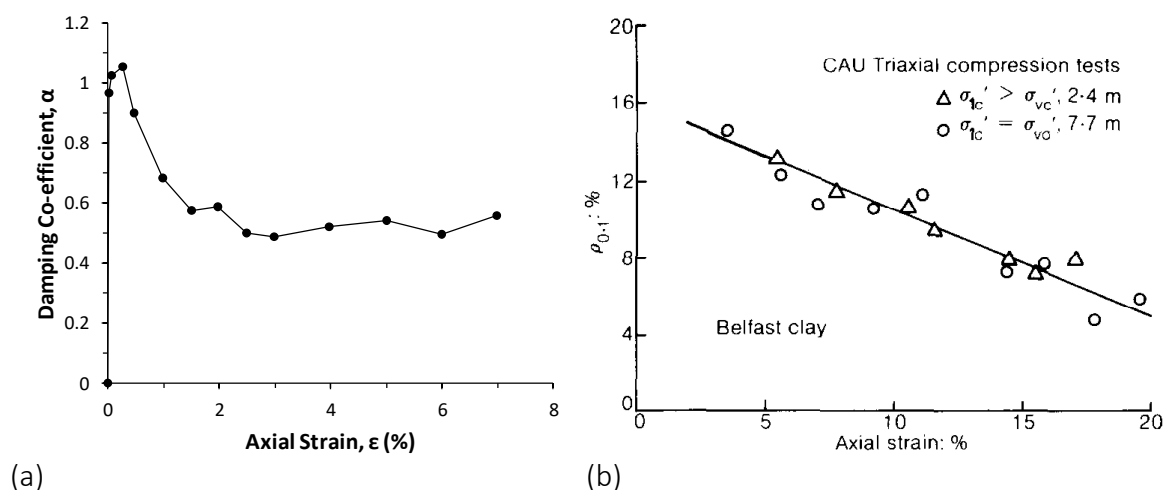 1.2
1
0.8
0.6
0.4
0.2
0
0
2
4
6
8
Damping Co-efficient, α
Axial Strain, ε (%)
(a)
20
16
12
8
4
0
0
5
10
15
20
ρ0·1: %
CAU Triaxial compression tests
△ σ1c′ > σvc′, 2·4 m
○ σ1c′ = σvc′, 7·7 m
Belfast clay
Axial strain: %
(b)